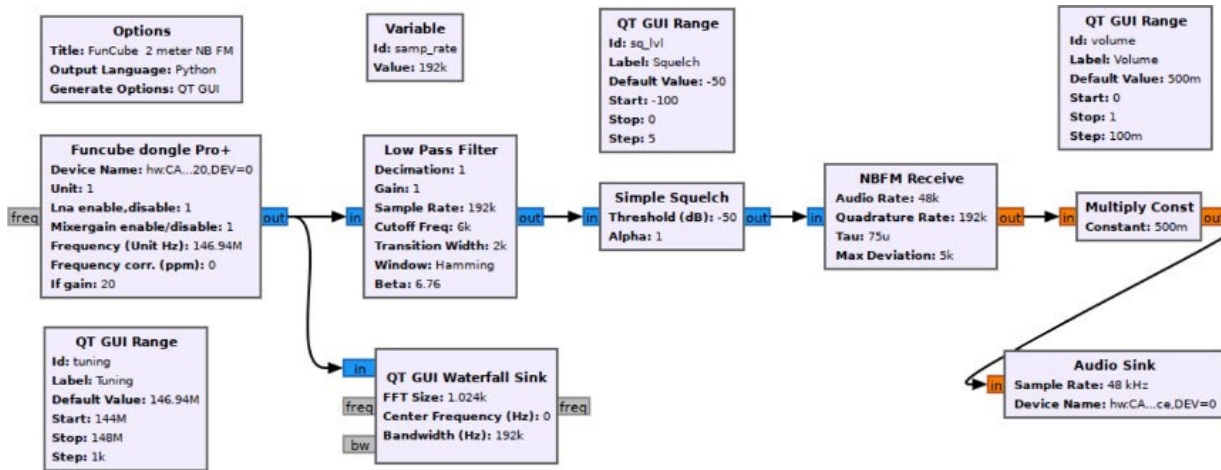 Options
Title: FunCube 2 meter NB FM
Output Language: Python
Generate Options: QT GUI
Variable
Id: samp_rate
Value: 192k
QT GUI Range
Id: sq_lvl
Label: Squelch
Default Value: -50
Start: -100
Stop: 0
Step: 5
QT GUI Range
Id: volume
Label: Volume
Default Value: 500m
Start: 0
Stop: 1
Step: 100m
Funcube dongle Pro+
Device Name: hw:CA...20,DEV=0
Unit: 1
Lna enable,disable: 1
Mixergain enable/disable: 1
Frequency (Unit Hz): 146.94M
Frequency corr. (ppm): 0
If gain: 20
freq
out
in
Low Pass Filter
Decimation: 1
Gain: 1
Sample Rate: 192k
Cutoff Freq: 6k
Transition Width: 2k
Window: Hamming
Beta: 6.76
out
in
Simple Squelch
Threshold (dB): -50
Alpha: 1
out
in
NBFM Receive
Audio Rate: 48k
Quadrature Rate: 192k
Tau: 75u
Max Deviation: 5k
out
in
Multiply Const
Constant: 500m
out
QT GUI Range
Id: tuning
Label: Tuning
Default Value: 146.94M
Start: 144M
Stop: 148M
Step: 1k
in
freq
bw
QT GUI Waterfall Sink
FFT Size: 1.024k
Center Frequency (Hz): 0
Bandwidth (Hz): 192k
freq
in
Audio Sink
Sample Rate: 48 kHz
Device Name: hw:CA...ce,DEV=0